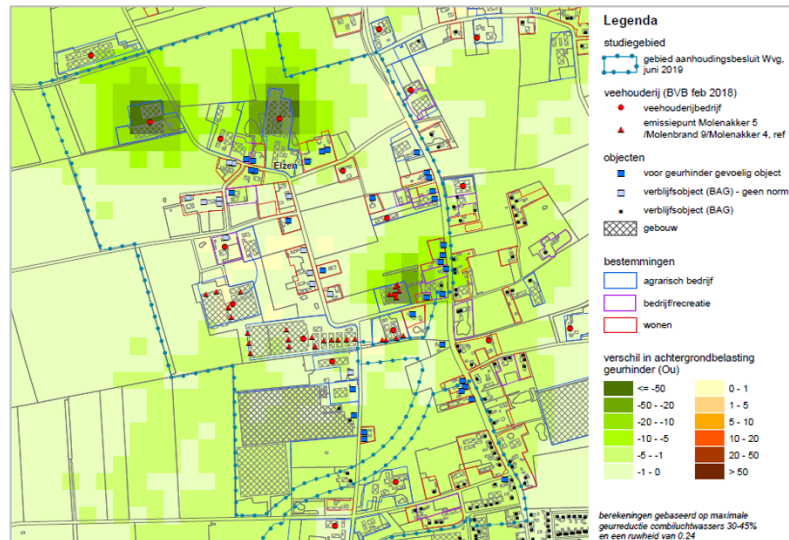 Elzen
Legenda
studiegebied
gebied aanhoudingsbesluit Wvg,
juni 2019
veehouderij (BVB feb 2018)
veehouderijbedrijf
emissiepunt Molenakker 5
/Molenbrand 9/Molenakker 4, ref
objecten
voor geurhinder gevoelig object
verblijfsobject (BAG) - geen norm
verblijfsobject (BAG)
gebouw
bestemmingen
agrarisch bedrijf
bedrijf/recreatie
wonen
verschil in achtergrondbelasting
geurhinder (Ou)
<= -50 0 - 1
-50 - -20 1 - 5
-20 - -10 5 - 10
-10 - -5 10 - 20
-5 - -1 20 - 50
-1 - 0 > 50
berekeningen gebaseerd op maximale
geurreductie combiluchtwassers 30-45%
en een ruwheid van 0.24